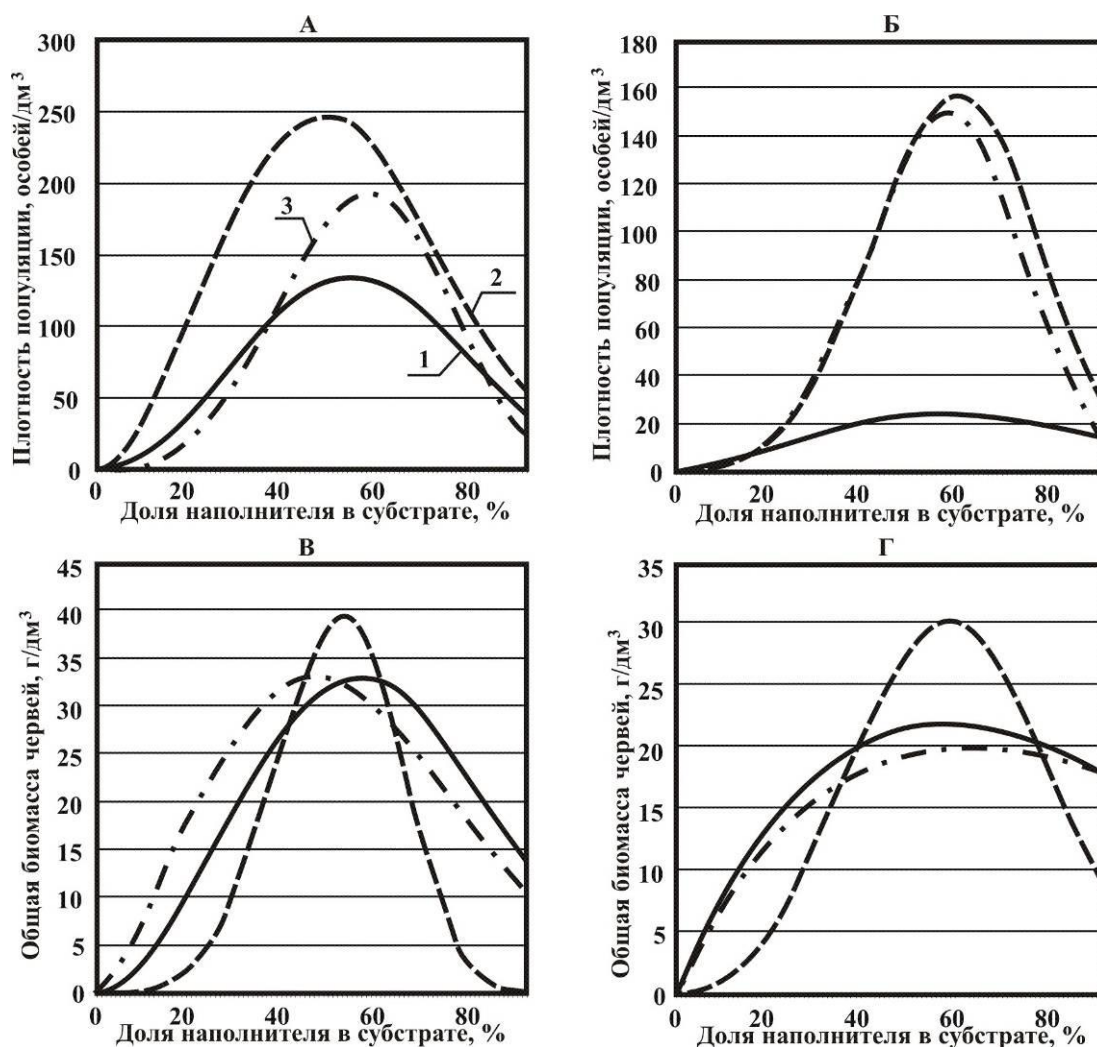 А
Плотность популяции, особей/дм³
300
250
200
150
100
50
0
3
2
1
0 20 40 60 80
Доля наполнителя в субстрате, %
Б
Плотность популяции, особей/дм³
180
160
140
120
100
80
60
40
20
0
0 20 40 60 80
Доля наполнителя в субстрате, %
В
Общая биомасса червей, г/дм³
45
40
35
30
25
20
15
10
5
0
0 20 40 60 80
Доля наполнителя в субстрате, %
Г
Общая биомасса червей, г/дм³
35
30
25
20
15
10
5
0
0 20 40 60 80
Доля наполнителя в субстрате, %